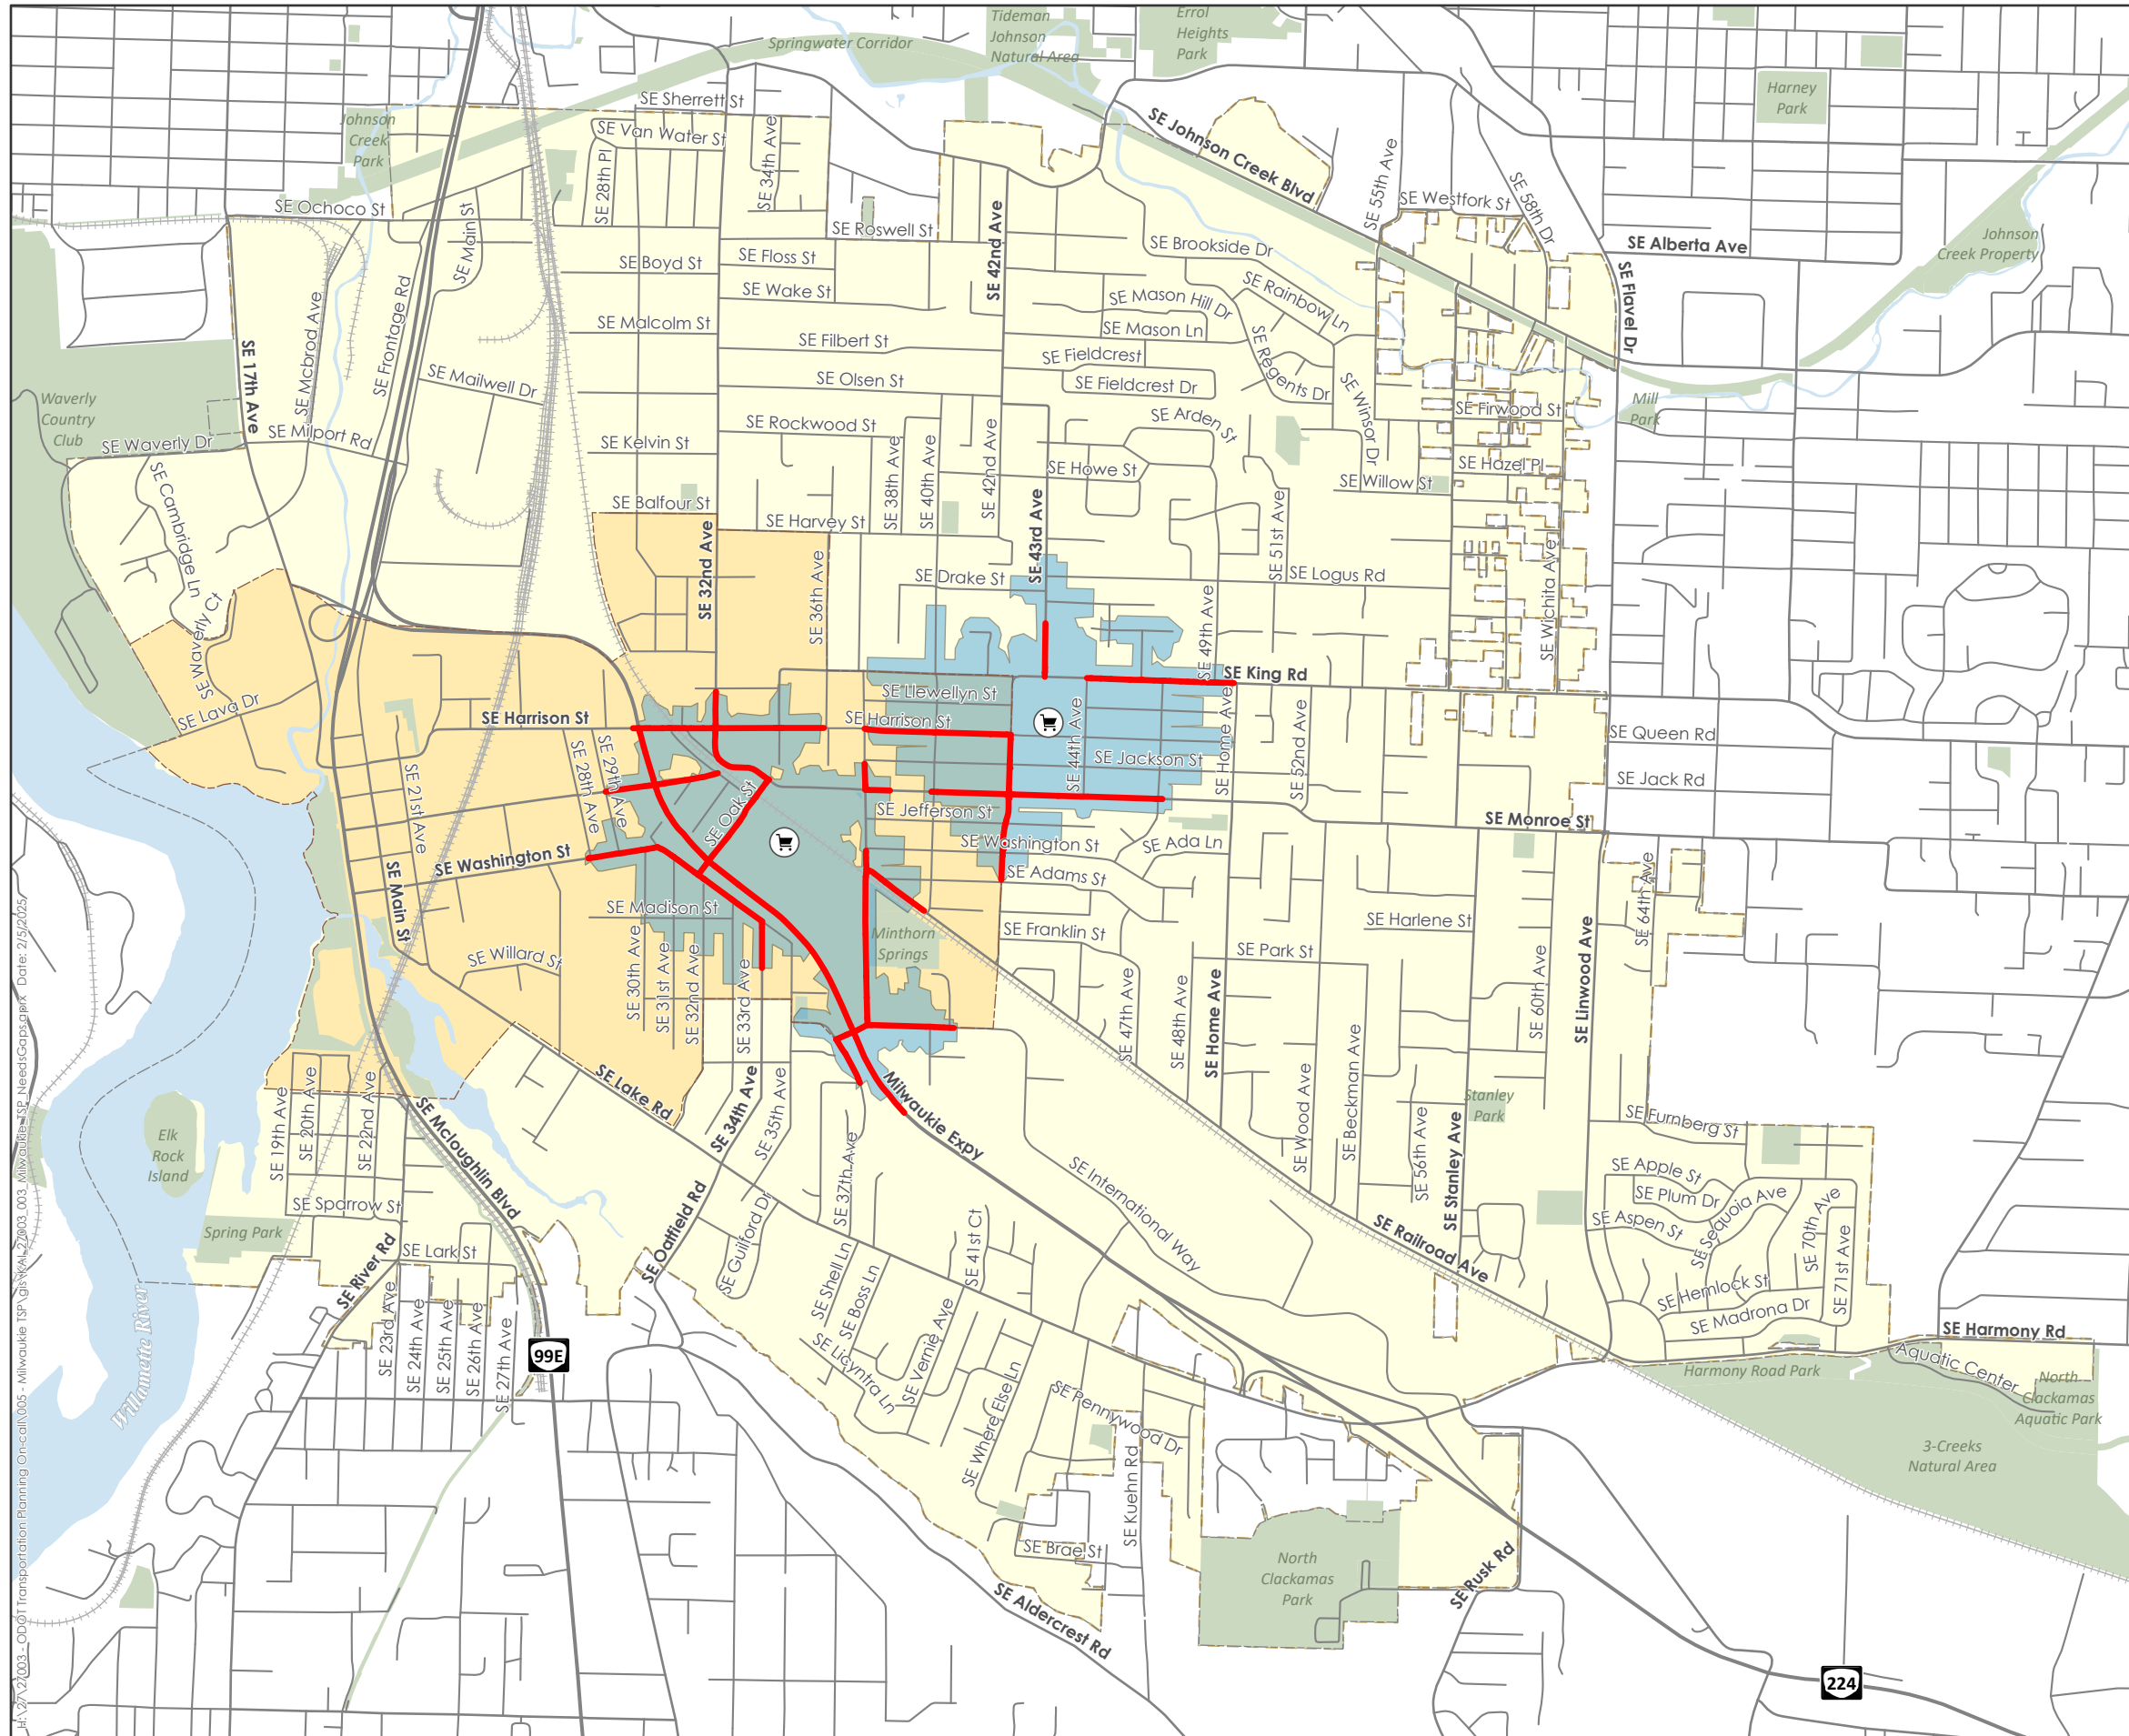 Tideman
Johnson
Natural Area
Errol
Heights
Park
Springwater Corridor
Harney
Park
SE Sherrett St
Johnson
Creek
Park
SE Van Water St
SE 28th Pl
SE 34th Ave
SE Johnson Creek Blvd
SE 55th Ave
SE Westfork St
SE 58th Dr
SE Ochoco St
SE Main St
SE Roswell St
SE 42nd Ave
SE Brookside Dr
SE Alberta Ave
Johnson
Creek Property
SE Boyd St
SE Floss St
SE Wake St
SE Mason Hill Dr
SE Rainbow Ln
SE Flavel Dr
SE Mcbrod Ave
SE Frontage Rd
SE Malcolm St
SE Filbert St
SE Mason Ln
SE 17th Ave
SE Fieldcrest
SE Regents Dr
SE Mailwell Dr
SE Olsen St
SE Fieldcrest Dr
SE Winsor Dr
Waverly
Country
Club
SE Waverly Dr
SE Milport Rd
SE Rockwood St
SE Arden St
SE Firwood St
Mill
Park
SE Kelvin St
SE 38th Ave
SE 40th Ave
SE 42nd Ave
SE Howe St
SE Hazel Pl
SE Willow St
SE Cambridge Ln
SE Balfour St
SE Harvey St
SE 43rd Ave
SE 51st Ave
SE 32nd Ave
SE 36th Ave
SE Drake St
SE Logus Rd
SE Wichita Ave
SE Waverly Ct
SE 49th Ave
SE King Rd
SE Lava Dr
SE Harrison St
SE Llewellyn St
SE Harrison St
SE 44th Ave
SE Home Ave
SE 52nd Ave
SE Queen Rd
SE 28th Ave
SE 29th Ave
SE Jackson St
SE Jack Rd
SE 21st Ave
SE Oak St
SE Jefferson St
SE Monroe St
SE Washington St
SE Washington St
SE Ada Ln
SE Main St
SE Adams St
SE 64th Ave
SE Madison St
Minthorn
Springs
SE Franklin St
SE Harlene St
SE Willard St
SE Park St
SE 30th Ave
SE 31st Ave
SE 32nd Ave
SE 33rd Ave
SE 47th Ave
SE 48th Ave
SE Home Ave
SE 60th Ave
SE Linwood Ave
SE Lake Rd
SE 34th Ave
SE 35th Ave
Milwaukie Expy
SE Wood Ave
SE Beckman Ave
SE 56th Ave
SE Stanley Ave
Stanley
Park
SE Furnberg St
SE 19th Ave
SE 20th Ave
SE 22nd Ave
SE Mcloughlin Blvd
Elk
Rock
Island
SE 37th Ave
SE International Way
SE Apple St
SE Plum Dr
SE Sequoia Ave
SE Aspen St
SE 70th Ave
SE 71st Ave
SE Sparrow St
Spring Park
SE Oatfield Rd
SE Guilford Dr
SE Railroad Ave
SE River Rd
SE Lark St
SE Shell Ln
SE Boss Ln
SE 41st Ct
SE Hemlock St
SE Madrona Dr
SE Harmony Rd
SE 23rd Ave
SE 24th Ave
SE 25th Ave
SE 26th Ave
SE 27th Ave
99E
SE Licyntra Ln
SE Vernie Ave
SE Where Else Ln
SE Pennywood Dr
Harmony Road Park
Aquatic Center
North
Clackamas
Aquatic Park
Willamette River
SE Kuehn Rd
3-Creeks
Natural Area
SE Brae St
North
Clackamas
Park
SE Rusk Rd
SE Aldercrest Rd
224
H:\27\27003 - ODOT Transportation Planning On-call\005 - Milwaukie TSP\gis\KAI_27003_003_Milwaukie_TSP_NeedsGaps.aprx Date: 2/5/2025